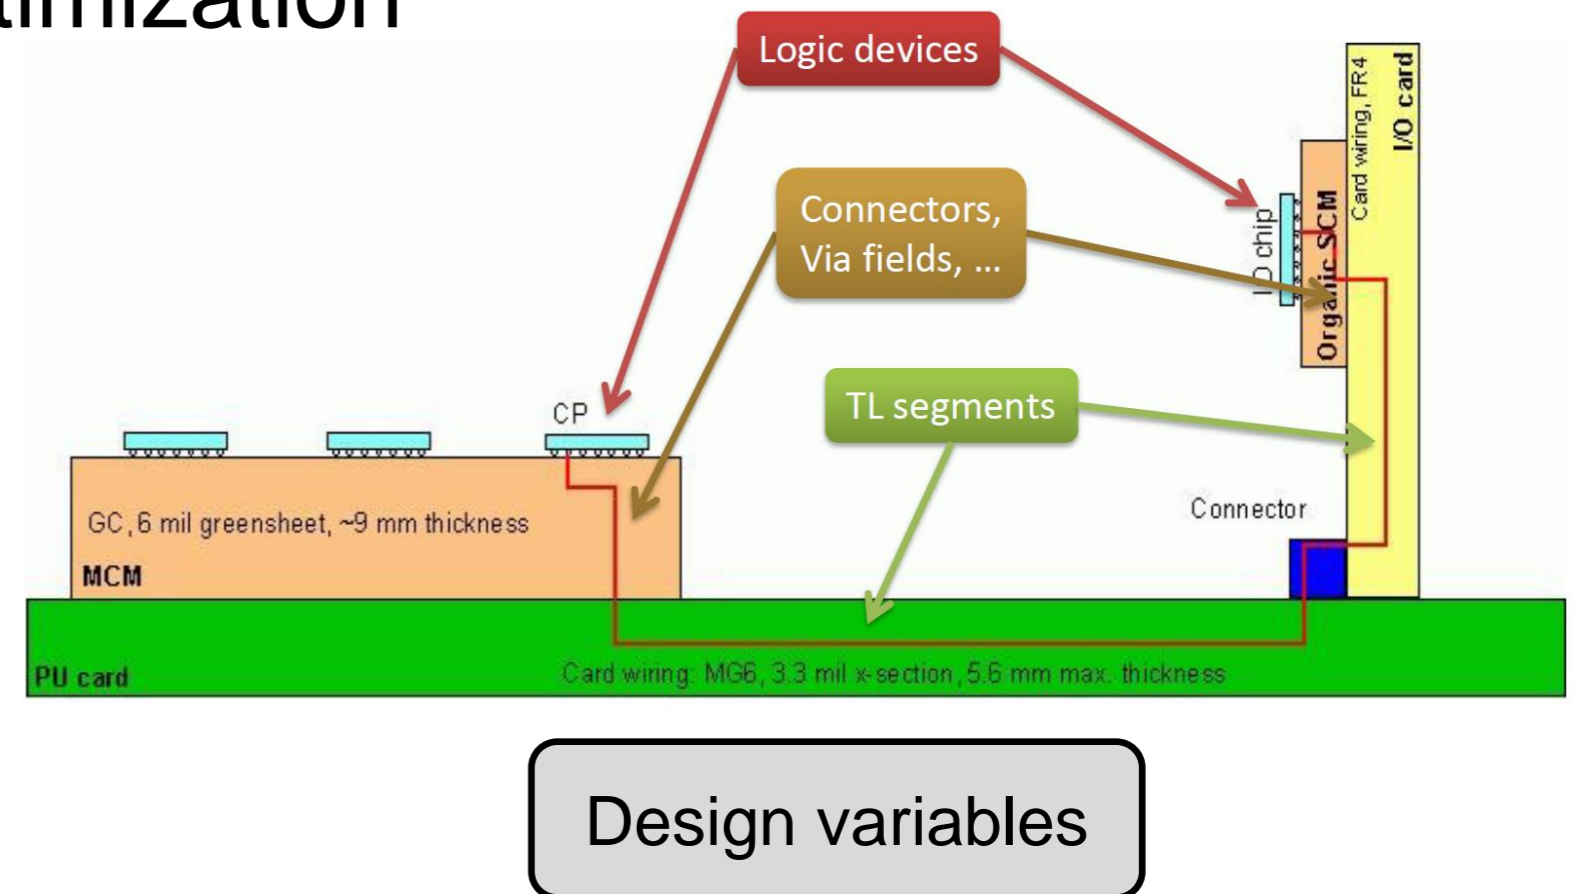 timization
Logic devices
Connectors,
Via fields, ...
TL segments
CP
GC, 6 mil greensheet, ~9 mm thickness
MCM
PU card
Card wiring: MG6, 3.3 mil x-section, 5.6 mm max. thickness
Connector
I/O chip
Organic SCM
Card wiring, FR4
I/O card
Design variables